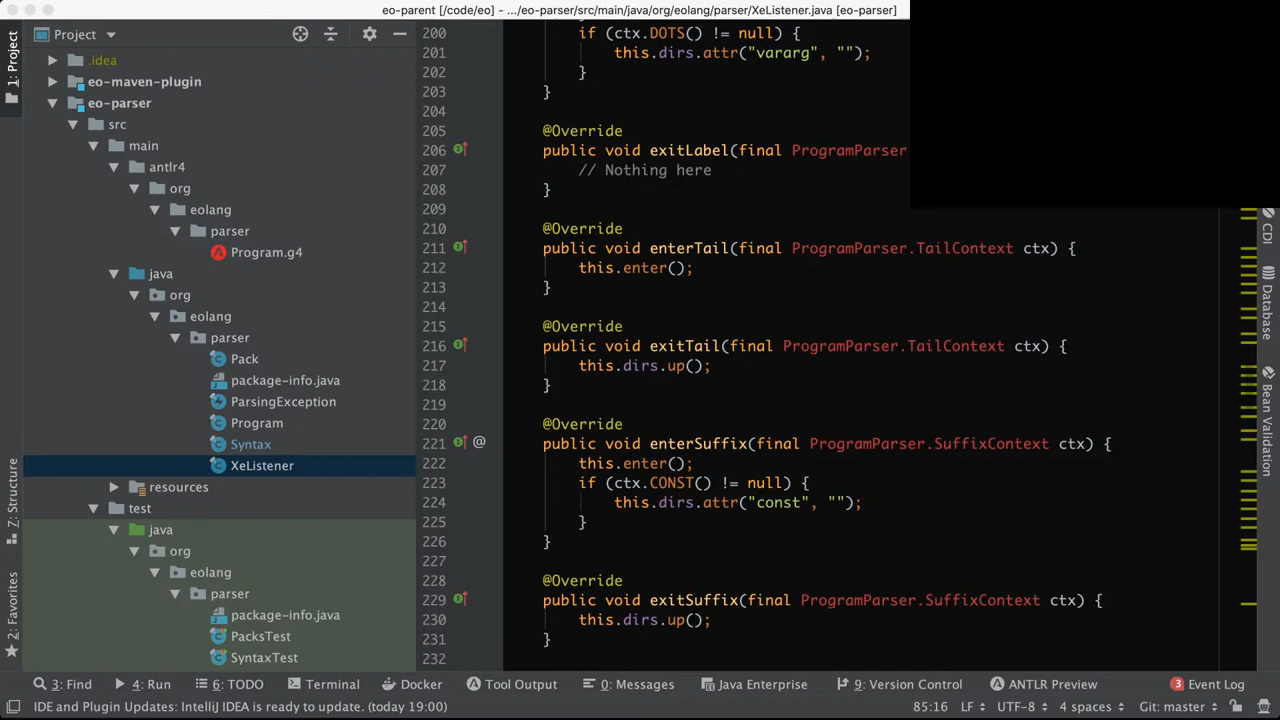 eo-parent [/code/eo] - .../eo-parser/src/main/java/org/eolang/parser/XeListener.java [eo-parser]
1: Project
Project
.idea
eo-maven-plugin
eo-parser
src
main
antlr4
org
eolang
parser
Program.g4
java
org
eolang
parser
Pack
package-info.java
ParsingException
Program
Syntax
XeListener
resources
test
java
org
eolang
parser
package-info.java
PacksTest
SyntaxTest
Z: Structure
2: Favorites
200 if (ctx.DOTS() != null) {
201 this.dirs.attr("vararg", "");
202 }
203 }
204
205 @Override
206 public void exitLabel(final ProgramParser
207 // Nothing here
208 }
209
210 @Override
211 public void enterTail(final ProgramParser.TailContext ctx) {
212 this.enter();
213 }
214
215 @Override
216 public void exitTail(final ProgramParser.TailContext ctx) {
217 this.dirs.up();
218 }
219
220 @Override
221 @ public void enterSuffix(final ProgramParser.SuffixContext ctx) {
222 this.enter();
223 if (ctx.CONST() != null) {
224 this.dirs.attr("const", "");
225 }
226 }
227
228 @Override
229 public void exitSuffix(final ProgramParser.SuffixContext ctx) {
230 this.dirs.up();
231 }
232
CDI
Database
Bean Validation
3: Find 4: Run 6: TODO Terminal Docker Tool Output 0: Messages Java Enterprise 9: Version Control ANTLR Preview 3 Event Log
IDE and Plugin Updates: IntelliJ IDEA is ready to update. (today 19:00) 85:16 LF UTF-8 4 spaces Git: master